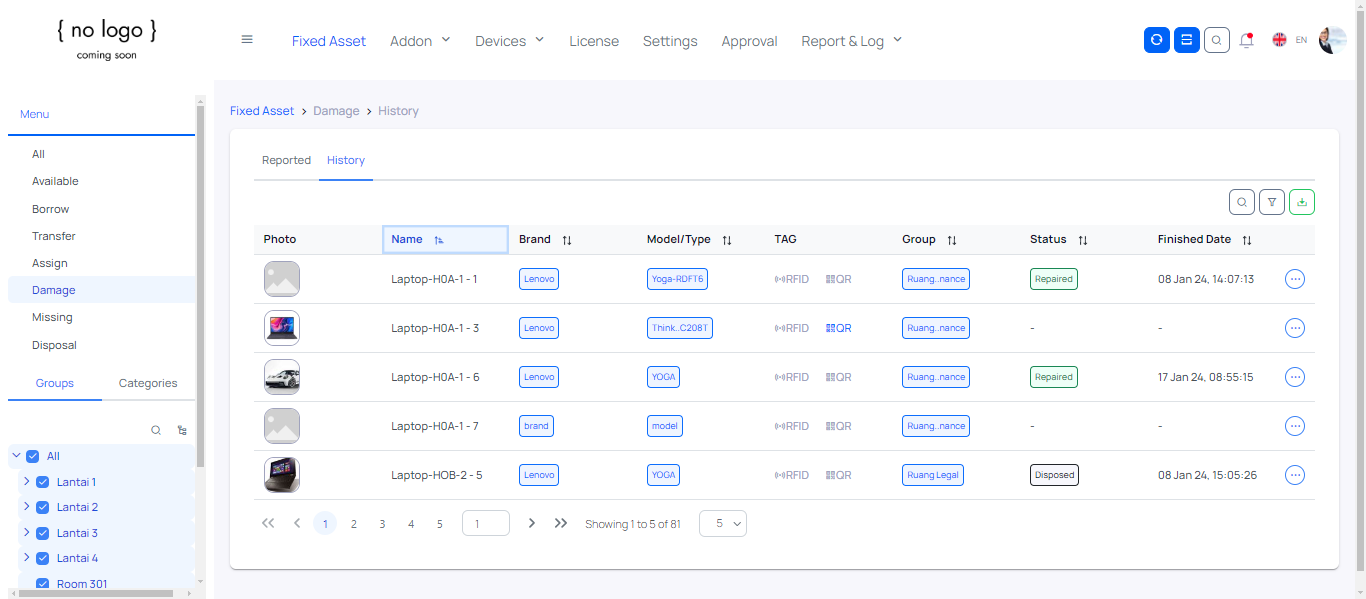 { no logo }
coming soon
Fixed Asset Addon Devices License Settings Approval Report & Log EN
Menu
All
Available
Borrow
Transfer
Assign
Damage
Missing
Disposal
Groups Categories
All
Lantai 1
Lantai 2
Lantai 3
Lantai 4
Room 301
Fixed Asset > Damage > History
Reported History
Photo Name Brand Model/Type TAG Group Status Finished Date
Laptop-H0A-1 - 1 Lenovo Yoga-RDFT6 RFID QR Ruang..nance Repaired 08 Jan 24, 14:07:13
Laptop-H0A-1 - 3 Lenovo Think..C208T RFID QR Ruang..nance - -
Laptop-H0A-1 - 6 Lenovo YOGA RFID QR Ruang..nance Repaired 17 Jan 24, 08:55:15
Laptop-H0A-1 - 7 brand model RFID QR Ruang..nance - -
Laptop-HOB-2 - 5 Lenovo YOGA RFID QR Ruang Legal Disposed 08 Jan 24, 15:05:26
1 2 3 4 5 1 Showing 1 to 5 of 81 5